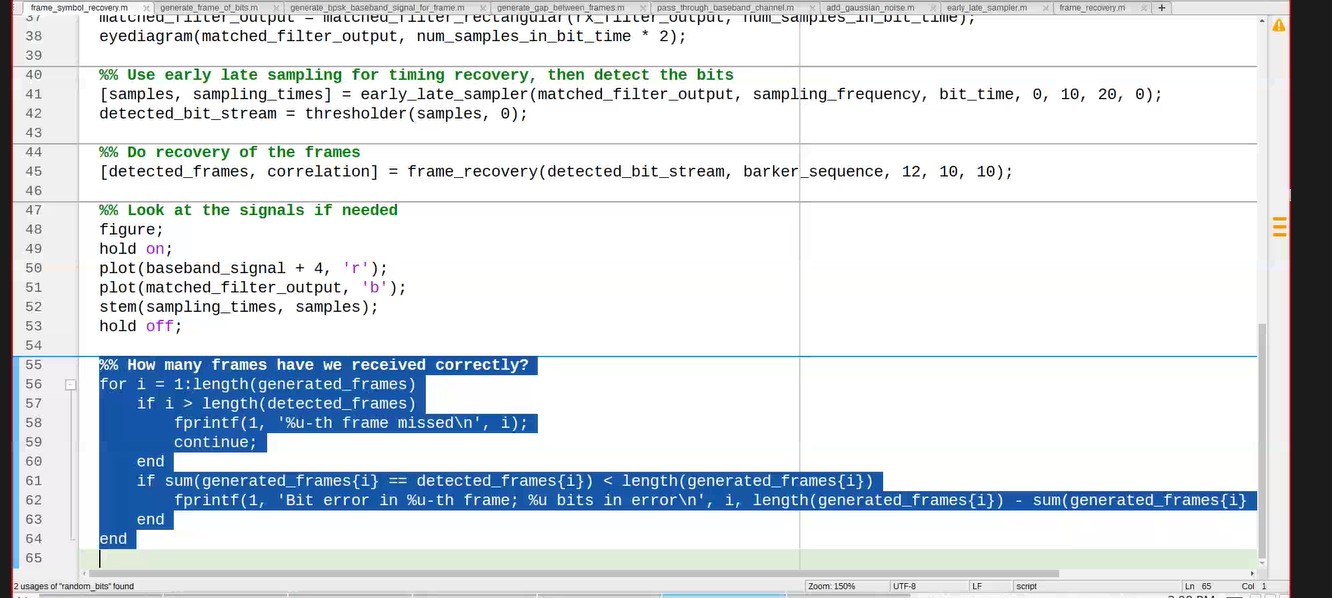 frame_symbol_recovery.m generate_frame_of_bits.m generate_bpsk_baseband_signal_for_frame.m generate_gap_between_frames.m pass_through_baseband_channel.m add_gaussian_noise.m early_late_sampler.m frame_recovery.m +
37 matched_filter_output = matched_filter_rectangular(rx_filter_output, num_samples_in_bit_time);
38 eyediagram(matched_filter_output, num_samples_in_bit_time * 2);
39
40 %% Use early late sampling for timing recovery, then detect the bits
41 [samples, sampling_times] = early_late_sampler(matched_filter_output, sampling_frequency, bit_time, 0, 10, 20, 0);
42 detected_bit_stream = thresholder(samples, 0);
43
44 %% Do recovery of the frames
45 [detected_frames, correlation] = frame_recovery(detected_bit_stream, barker_sequence, 12, 10, 10);
46
47 %% Look at the signals if needed
48 figure;
49 hold on;
50 plot(baseband_signal + 4, 'r');
51 plot(matched_filter_output, 'b');
52 stem(sampling_times, samples);
53 hold off;
54
55 %% How many frames have we received correctly?
56 for i = 1:length(generated_frames)
57 if i > length(detected_frames)
58 fprintf(1, '%u-th frame missed\n', i);
59 continue;
60 end
61 if sum(generated_frames{i} == detected_frames{i}) < length(generated_frames{i})
62 fprintf(1, 'Bit error in %u-th frame; %u bits in error\n', i, length(generated_frames{i}) - sum(generated_frames{i}
63 end
64 end
65
2 usages of "random_bits" found Zoom: 150% UTF-8 LF script Ln 65 Col 1